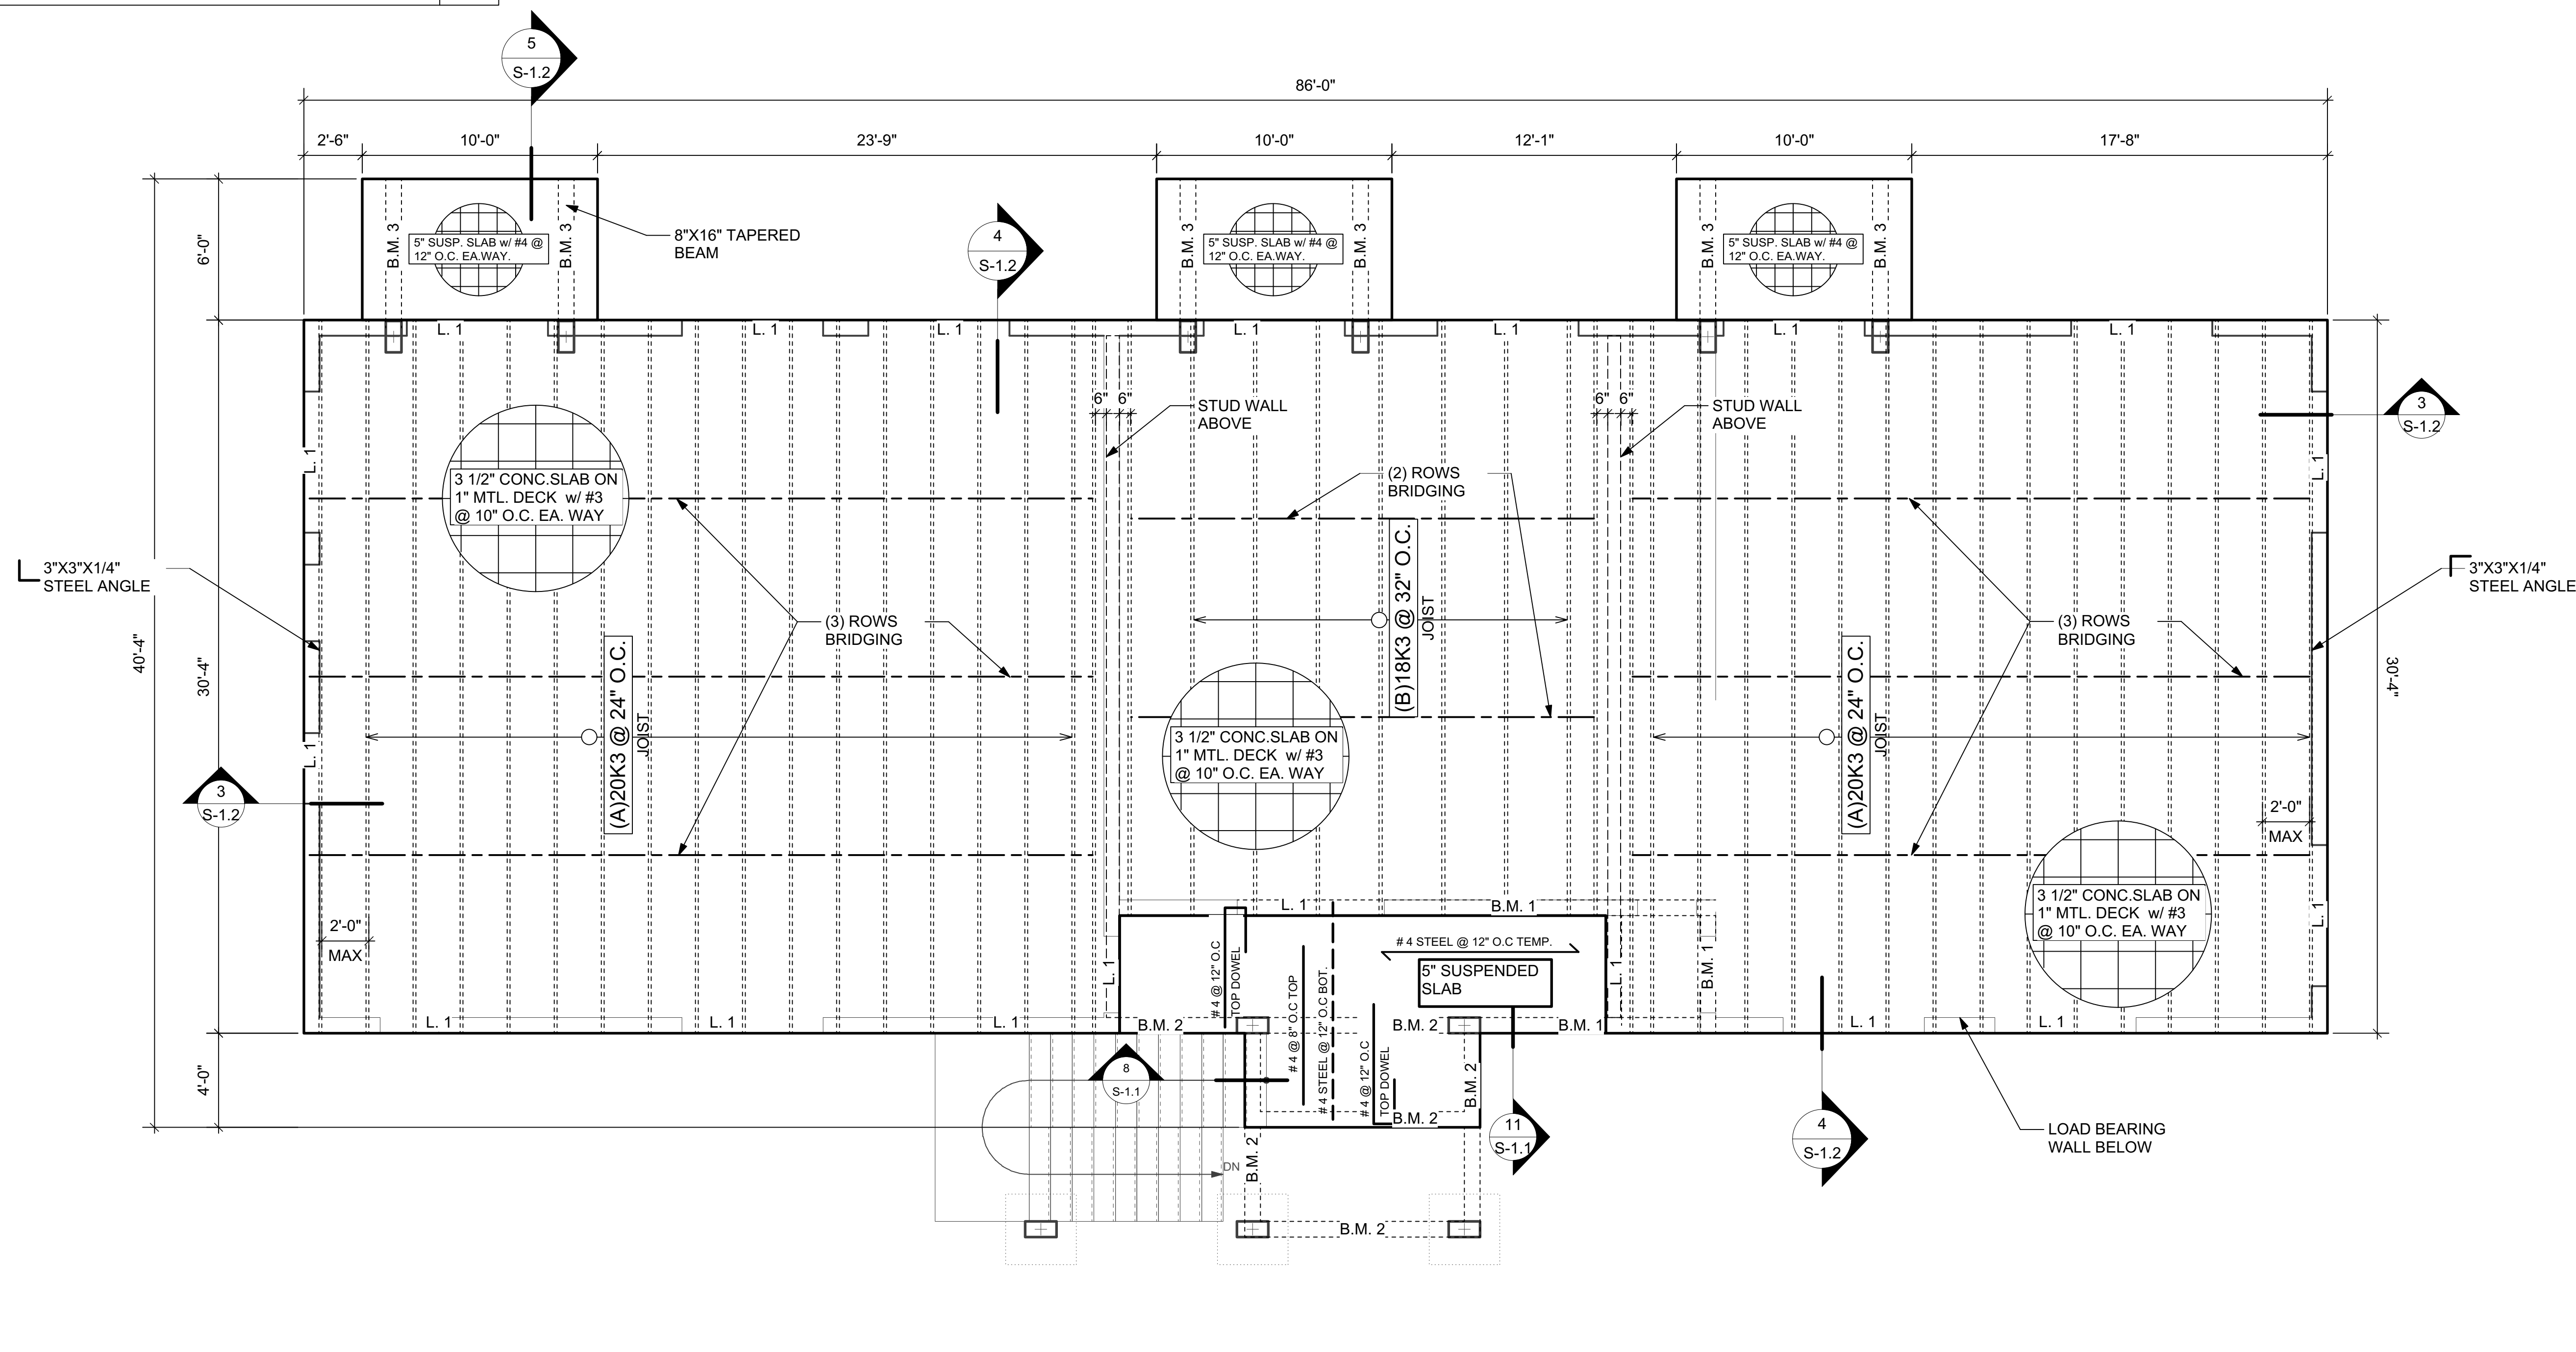 5
S-1.2
86'-0"
2'-6"
10'-0"
23'-9"
10'-0"
12'-1"
10'-0"
17'-8"
6'-0"
B.M. 3
5" SUSP. SLAB w/ #4 @
12" O.C. EA.WAY.
B.M. 3
8"X16" TAPERED
BEAM
4
S-1.2
B.M. 3
5" SUSP. SLAB w/ #4 @
12" O.C. EA.WAY.
B.M. 3
B.M. 3
5" SUSP. SLAB w/ #4 @
12" O.C. EA.WAY.
B.M. 3
L. 1
L. 1
L. 1
L. 1
L. 1
L. 1
L. 1
6"
6"
STUD WALL
ABOVE
6"
6"
STUD WALL
ABOVE
3
S-1.2
L. 1
3 1/2" CONC.SLAB ON
1" MTL. DECK w/ #3
@ 10" O.C. EA. WAY
(2) ROWS
BRIDGING
L. 1
3"X3"X1/4"
STEEL ANGLE
3"X3"X1/4"
STEEL ANGLE
40'-4"
30'-4"
(3) ROWS
BRIDGING
(B)18K3 @ 32" O.C.
JOIST
(3) ROWS
BRIDGING
30'-4"
(A)20K3 @ 24" O.C.
JOIST
(A)20K3 @ 24" O.C.
JOIST
L. 1
3 1/2" CONC.SLAB ON
1" MTL. DECK w/ #3
@ 10" O.C. EA. WAY
3
S-1.2
2'-0"
MAX
3 1/2" CONC.SLAB ON
1" MTL. DECK w/ #3
@ 10" O.C. EA. WAY
L. 1
2'-0"
MAX
L. 1
B.M. 1
# 4 STEEL @ 12" O.C TEMP.
5" SUSPENDED
SLAB
L. 1
# 4 @ 12" O.C
TOP DOWEL
# 4 @ 8" O.C TOP
# 4 STEEL @ 12" O.C BOT.
L. 1
B.M. 1
L. 1
L. 1
L. 1
B.M. 2
B.M. 2
B.M. 1
L. 1
L. 1
4'-0"
8
S-1.1
# 4 @ 12" O.C
TOP DOWEL
B.M. 2
B.M. 2
11
S-1.1
4
S-1.2
LOAD BEARING
WALL BELOW
DN
B.M. 2
B.M. 2